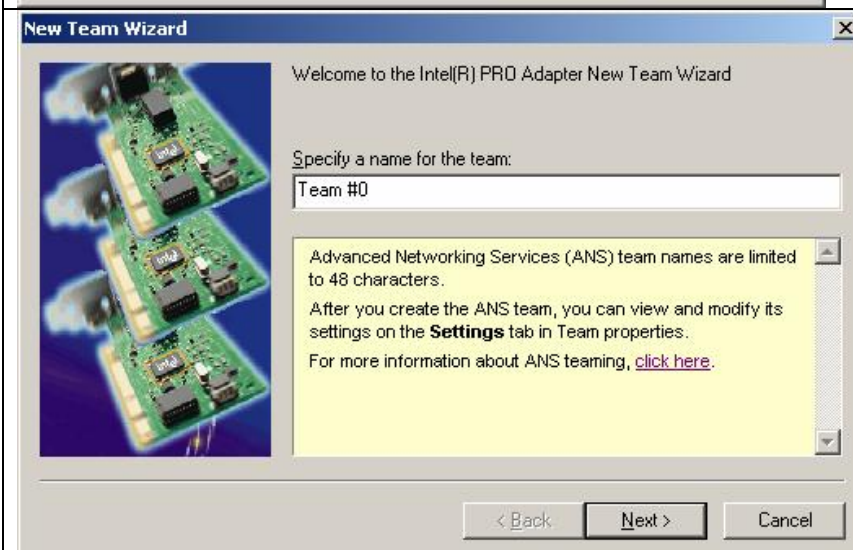 New Team Wizard
Welcome to the Intel(R) PRO Adapter New Team Wizard
Specify a name for the team:
Team #0
Advanced Networking Services (ANS) team names are limited
to 48 characters.
After you create the ANS team, you can view and modify its
settings on the Settings tab in Team properties.
For more information about ANS teaming, click here.
< Back
Next >
Cancel